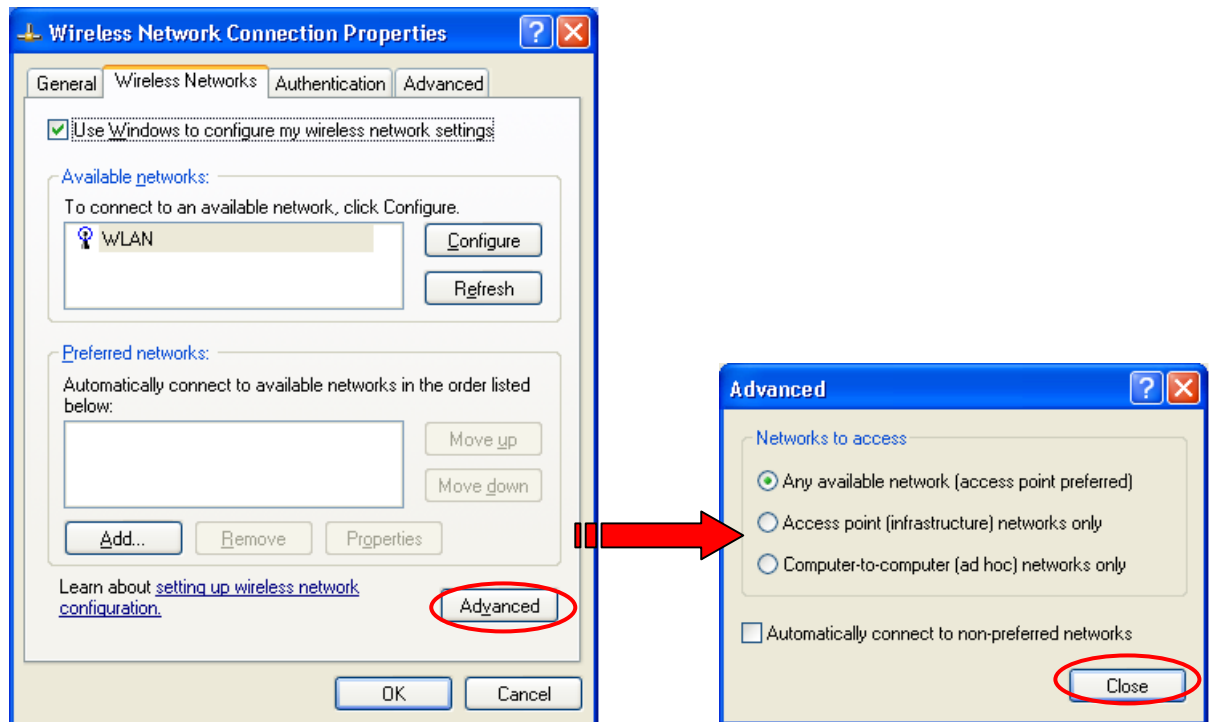 Wireless Network Connection Properties
General Wireless Networks Authentication Advanced
Use Windows to configure my wireless network settings
Available networks:
To connect to an available network, click Configure.
WLAN
Configure
Refresh
Preferred networks:
Automatically connect to available networks in the order listed
below:
Move up
Move down
Add... Remove Properties
Learn about setting up wireless network
configuration.
Advanced
OK Cancel
Advanced
Networks to access
Any available network (access point preferred)
Access point (infrastructure) networks only
Computer-to-computer (ad hoc) networks only
Automatically connect to non-preferred networks
Close